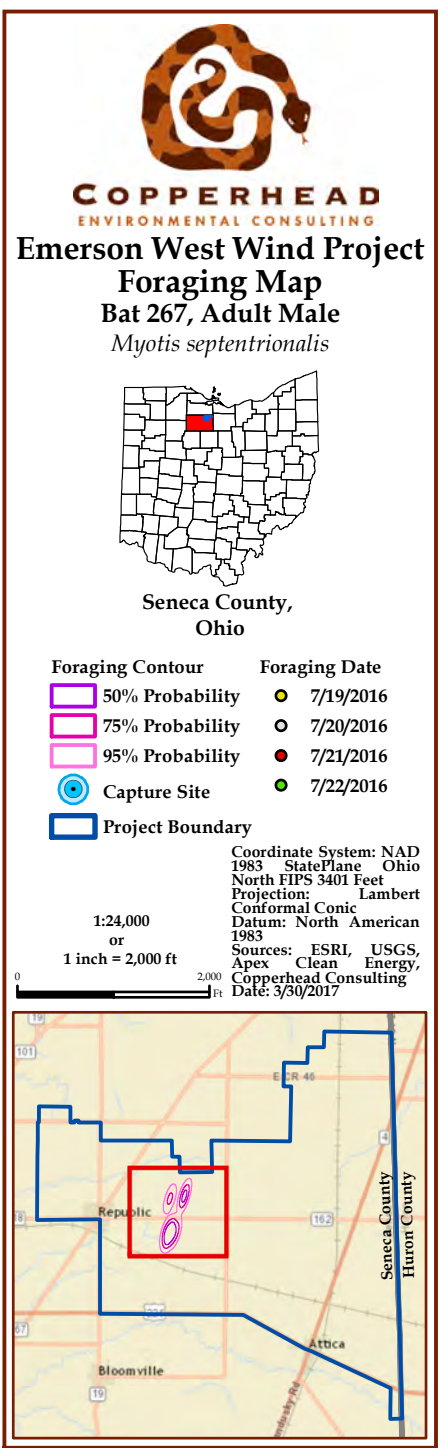 COPPERHEAD
ENVIRONMENTAL CONSULTING
Emerson West Wind Project
Foraging Map
Bat 267, Adult Male
Myotis septentrionalis
Seneca County,
Ohio
Foraging Contour
50% Probability
75% Probability
95% Probability
Capture Site
Project Boundary
Foraging Date
7/19/2016
7/20/2016
7/21/2016
7/22/2016
1:24,000
or
1 inch = 2,000 ft
0 2,000
Ft
Coordinate System: NAD
1983 StatePlane Ohio
North FIPS 3401 Feet
Projection: Lambert
Conformal Conic
Datum: North American
1983
Sources: ESRI, USGS,
Apex Clean Energy,
Copperhead Consulting
Date: 3/30/2017
19
101
E CR 46
4
Republic
18
162
Seneca County
Huron County
67
Attica
Bloomville
19
ndusky Rd